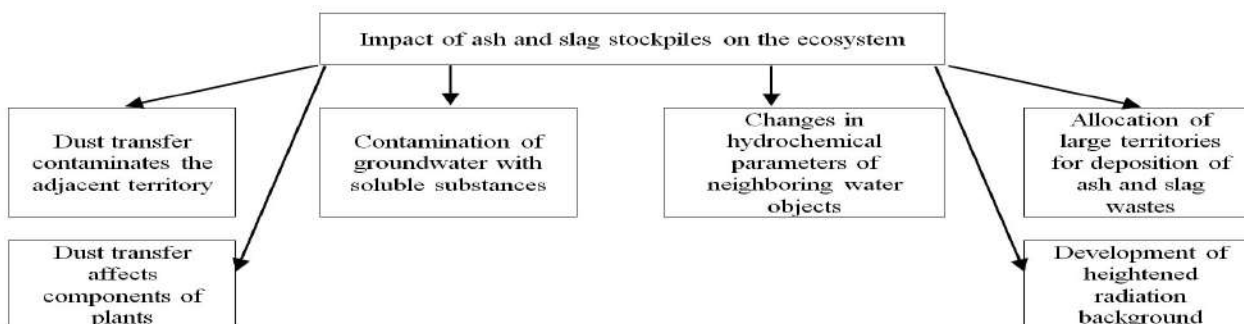 Impact of ash and slag stockpiles on the ecosystem
Dust transfer
contaminates the
adjacent territory
Contamination of
groundwater with
soluble substances
Changes in
hydrochemical
parameters of
neighboring water
objects
Allocation of
large territories
for deposition of
ash and slag
wastes
Dust transfer
affects
components of
plants
Development of
heightened
radiation
background